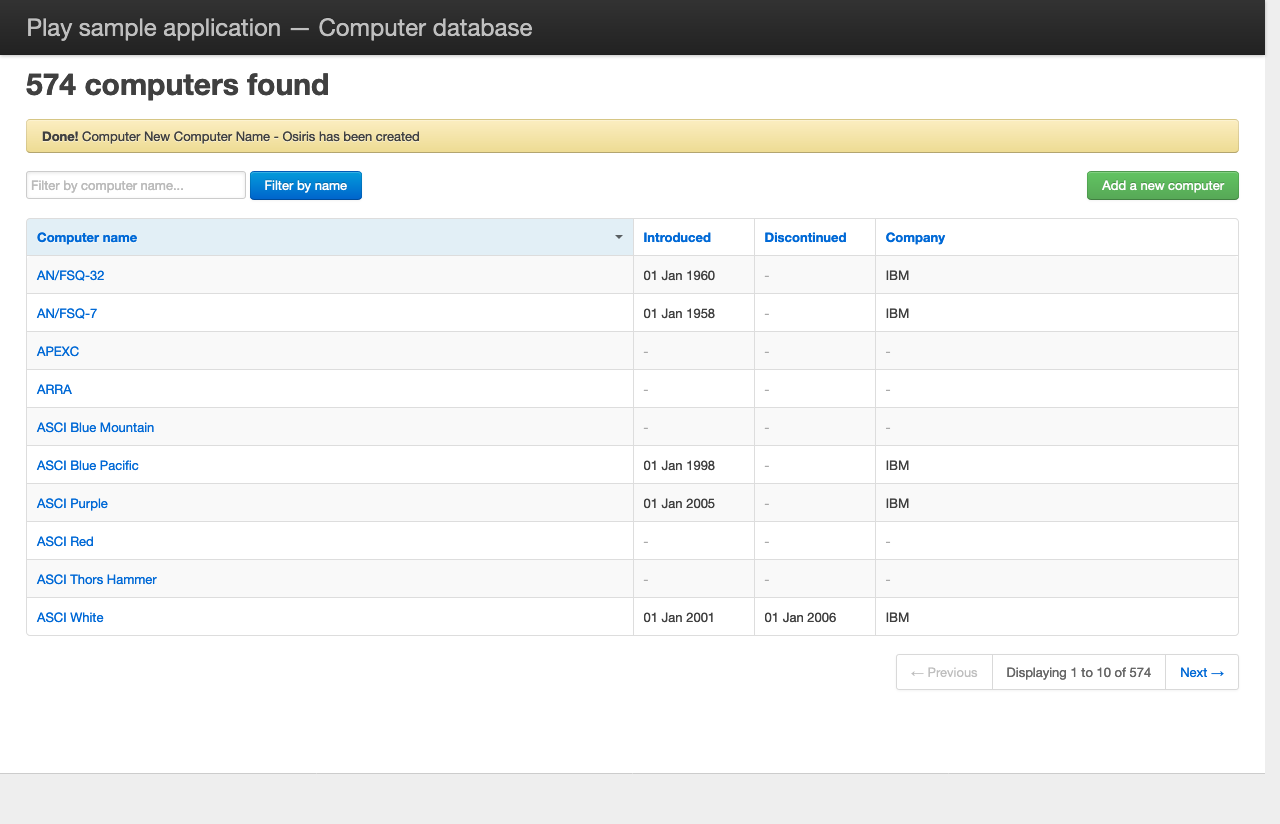 Play sample application — Computer database
574 computers found
Done! Computer New Computer Name - Osiris has been created
Filter by computer name... Filter by name Add a new computer
Computer name Introduced Discontinued Company
AN/FSQ-32 01 Jan 1960 - IBM
AN/FSQ-7 01 Jan 1958 - IBM
APEXC - - -
ARRA - - -
ASCI Blue Mountain - - -
ASCI Blue Pacific 01 Jan 1998 - IBM
ASCI Purple 01 Jan 2005 - IBM
ASCI Red - - -
ASCI Thors Hammer - - -
ASCI White 01 Jan 2001 01 Jan 2006 IBM
← Previous Displaying 1 to 10 of 574 Next →